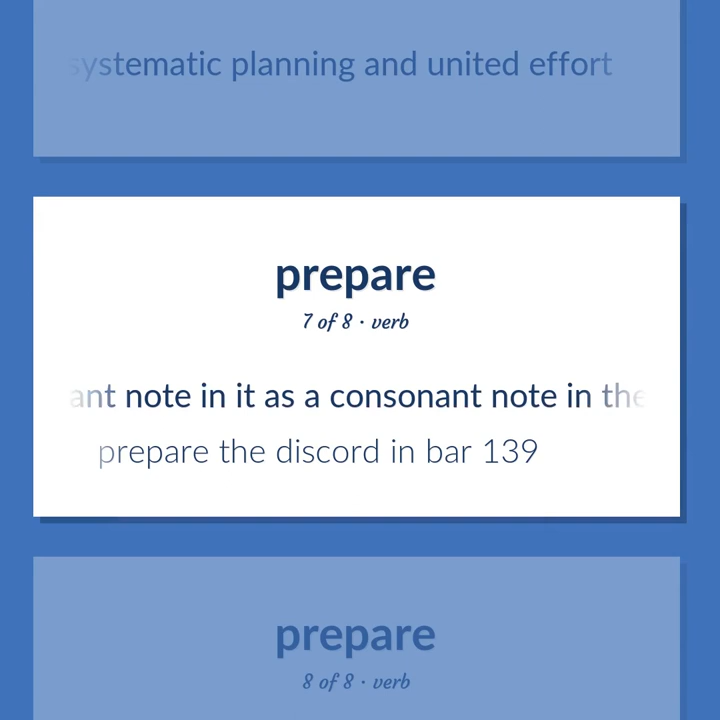 systematic planning and united effort
prepare
7 of 8 · verb
ant note in it as a consonant note in the
prepare the discord in bar 139
prepare
8 of 8 · verb